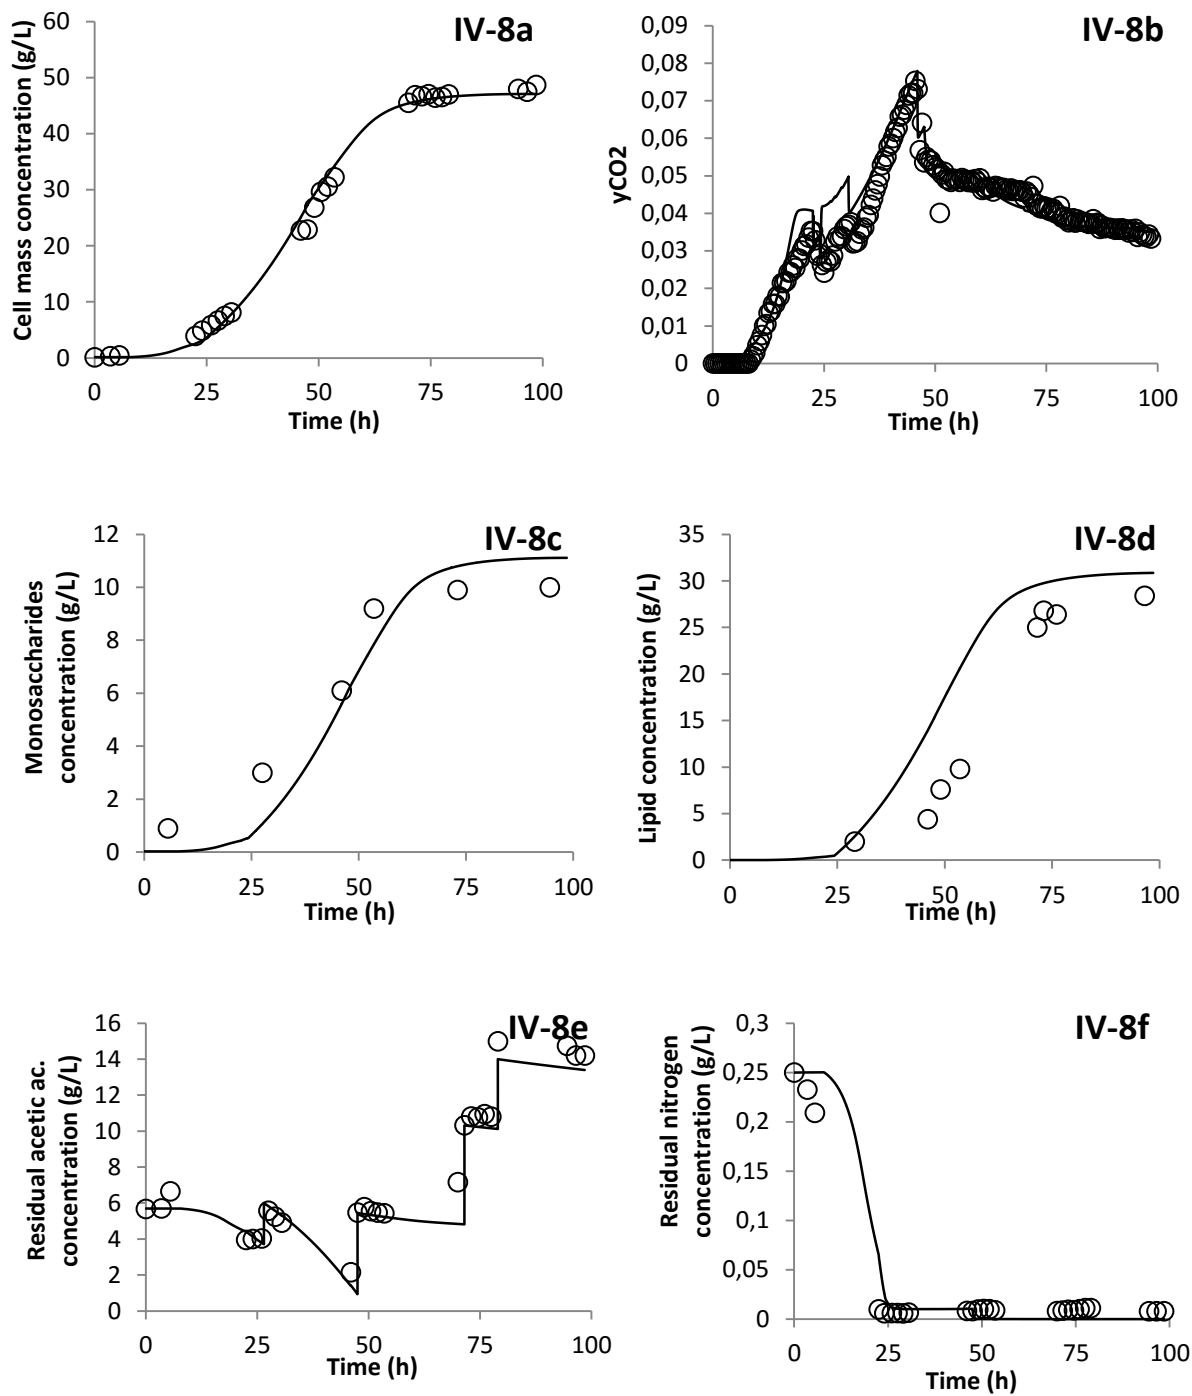 IV-8a
Cell mass concentration (g/L)
60
50
40
30
20
10
0
0 25 50 75 100
Time (h)
IV-8b
yCO2
0,09
0,08
0,07
0,06
0,05
0,04
0,03
0,02
0,01
0
0 25 50 75 100
Time (h)
IV-8c
Monosaccharides
concentration (g/L)
12
10
8
6
4
2
0
0 25 50 75 100
Time (h)
IV-8d
Lipid concentration (g/L)
35
30
25
20
15
10
5
0
0 25 50 75 100
Time (h)
IV-8e
Residual acetic ac.
concentration (g/L)
16
14
12
10
8
6
4
2
0
0 25 50 75 100
Time (h)
IV-8f
Residual nitrogen
concentration (g/L)
0,3
0,25
0,2
0,15
0,1
0,05
0
0 25 50 75 100
Time (h)